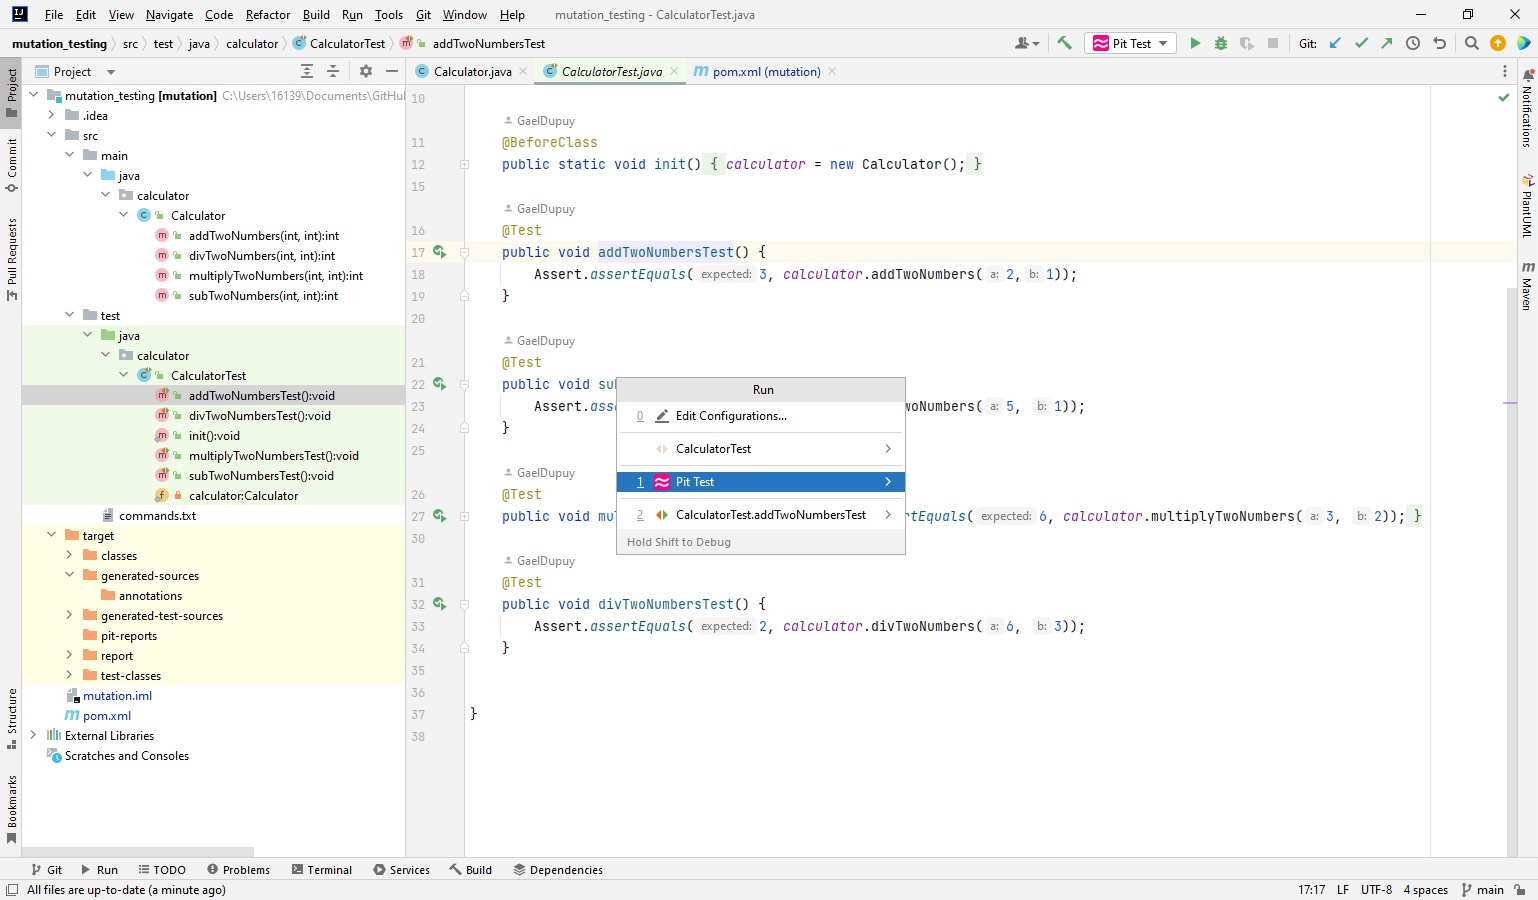 File Edit View Navigate Code Refactor Build Run Tools Git Window Help mutation_testing - CalculatorTest.java
mutation_testing src test java calculator CalculatorTest addTwoNumbersTest Pit Test Git:
Project
Calculator.java CalculatorTest.java pom.xml (mutation)
Project
Commit
Pull Requests
Structure
Bookmarks
mutation_testing [mutation] C:\Users\16139\Documents\GitHul
.idea
src
main
java
calculator
Calculator
addTwoNumbers(int, int):int
divTwoNumbers(int, int):int
multiplyTwoNumbers(int, int):int
subTwoNumbers(int, int):int
test
java
calculator
CalculatorTest
addTwoNumbersTest():void
divTwoNumbersTest():void
init():void
multiplyTwoNumbersTest():void
subTwoNumbersTest():void
calculator:Calculator
commands.txt
target
classes
generated-sources
annotations
generated-test-sources
pit-reports
report
test-classes
mutation.iml
pom.xml
External Libraries
Scratches and Consoles
10
GaelDupuy
11 @BeforeClass
12 public static void init() { calculator = new Calculator(); }
15
GaelDupuy
16 @Test
17 public void addTwoNumbersTest() {
18 Assert.assertEquals( expected: 3, calculator.addTwoNumbers( a: 2, b: 1));
19 }
20
GaelDupuy
21 @Test
22 public void su
23 Assert.ass woNumbers( a: 5, b: 1));
24 }
25
GaelDupuy
26 @Test
27 public void mu ertEquals( expected: 6, calculator.multiplyTwoNumbers( a: 3, b: 2)); }
30
GaelDupuy
31 @Test
32 public void divTwoNumbersTest() {
33 Assert.assertEquals( expected: 2, calculator.divTwoNumbers( a: 6, b: 3));
34 }
35
36
37 }
38
Run
0 Edit Configurations...
CalculatorTest
1 Pit Test
2 CalculatorTest.addTwoNumbersTest
Hold Shift to Debug
Notifications
PlantUML
m Maven
Git Run TODO Problems Terminal Services Build Dependencies
All files are up-to-date (a minute ago) 17:17 LF UTF-8 4 spaces main